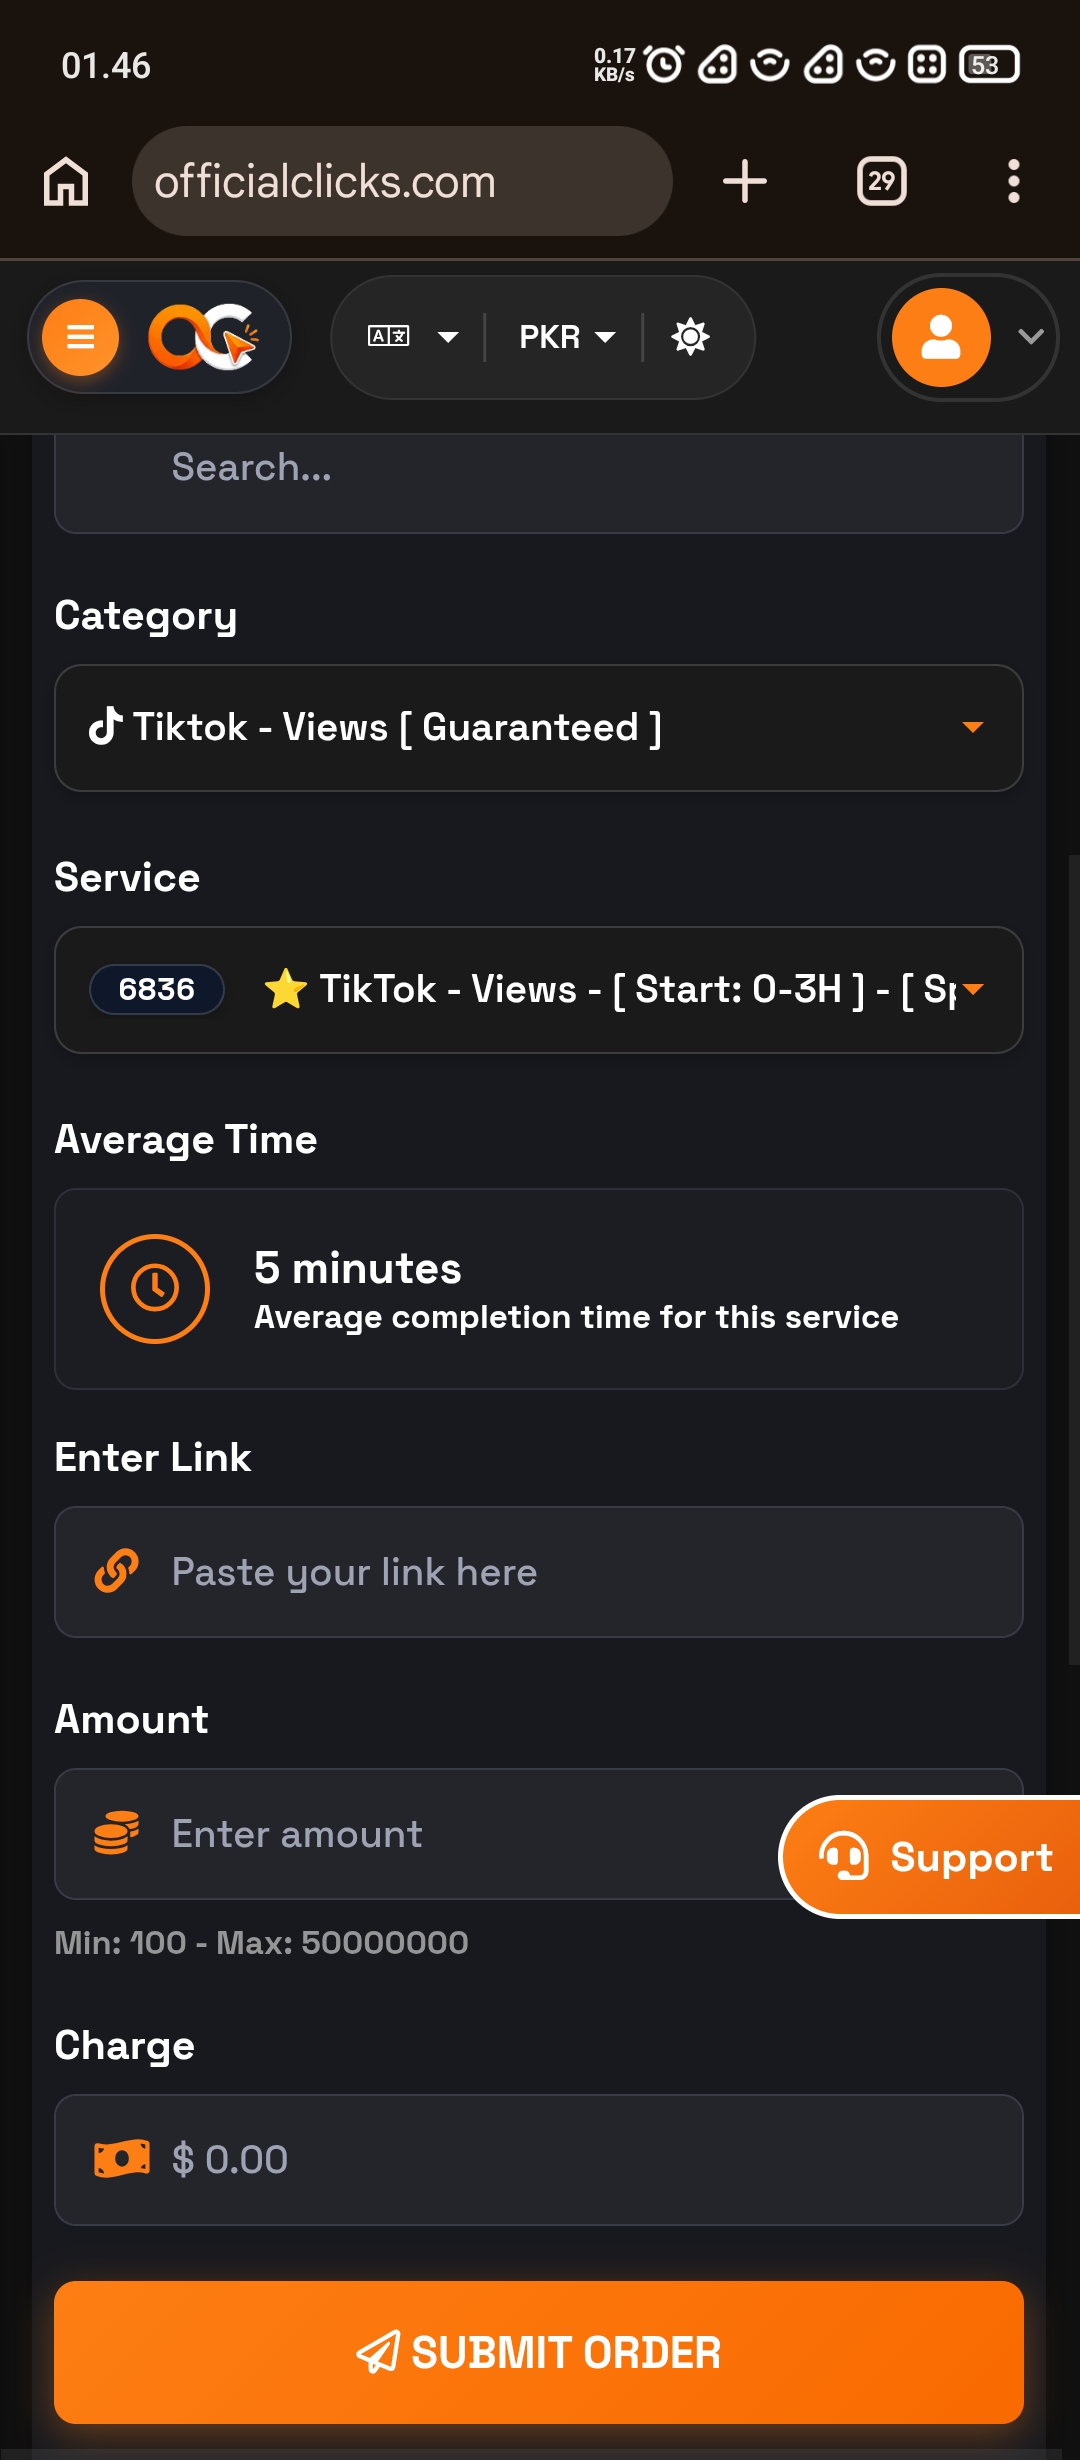 01.46
0.17
KB/s
53
officialclicks.com
29
PKR
Search...
Category
Tiktok - Views [ Guaranteed ]
Service
6836 ⭐ TikTok - Views - [ Start: 0-3H ] - [ Sp
Average Time
5 minutes
Average completion time for this service
Enter Link
Paste your link here
Amount
Enter amount
Support
Min: 100 - Max: 50000000
Charge
$ 0.00
SUBMIT ORDER